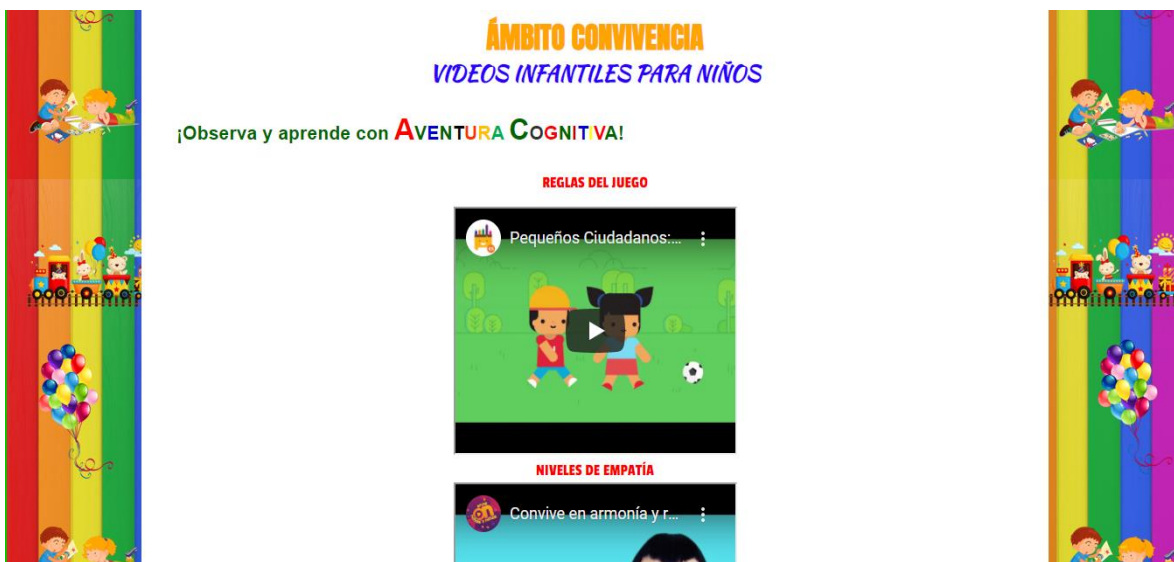 ÁMBITO CONVIVENCIA
VIDEOS INFANTILES PARA NIÑOS
¡Observa y aprende con AVENTURA COGNITIVA!
REGLAS DEL JUEGO
Pequeños Ciudadanos:...
NIVELES DE EMPATÍA
Convive en armonía y r...